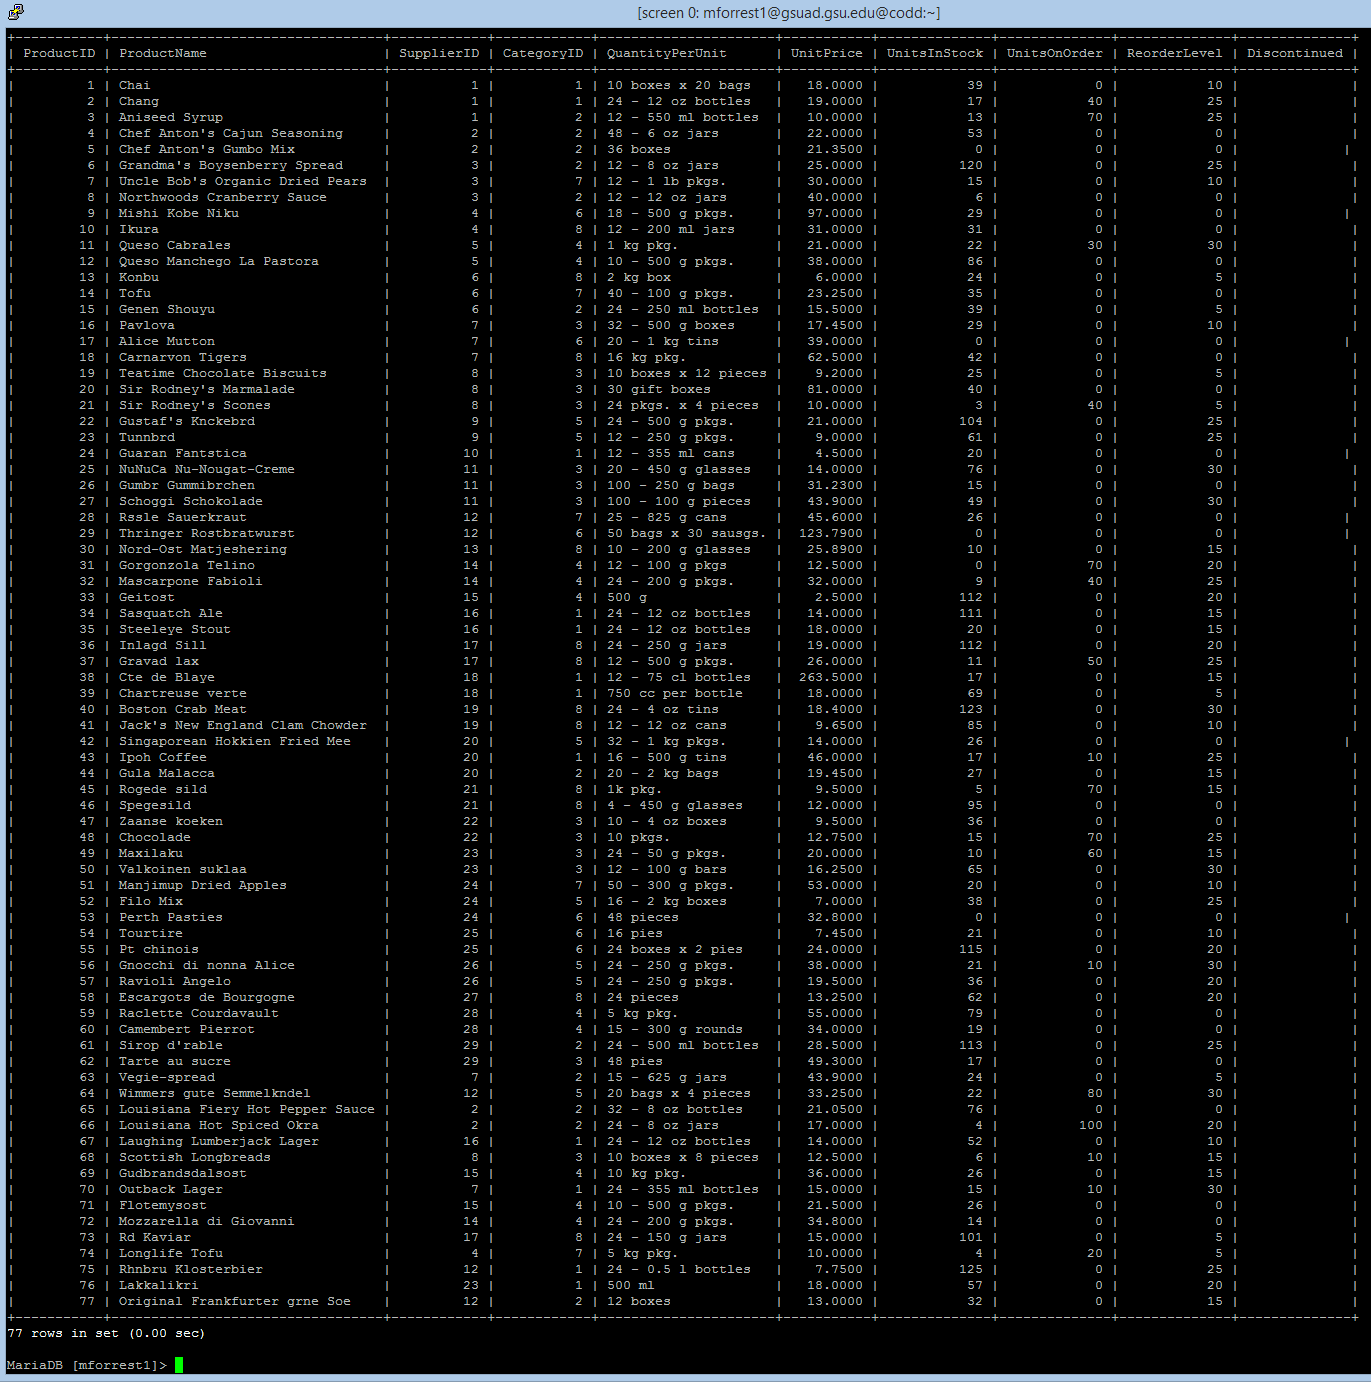 [screen 0: mforrest1@gsuad.gsu.edu@codd:~]
+-----------+---------------------------------+------------+------------+----------------------+-----------+--------------+--------------+--------------+--------------+
| ProductID | ProductName | SupplierID | CategoryID | QuantityPerUnit | UnitPrice | UnitsInStock | UnitsOnOrder | ReorderLevel | Discontinued |
+-----------+---------------------------------+------------+------------+----------------------+-----------+--------------+--------------+--------------+--------------+
| 1 | Chai | 1 | 1 | 10 boxes x 20 bags | 18.0000 | 39 | 0 | 10 | |
| 2 | Chang | 1 | 1 | 24 - 12 oz bottles | 19.0000 | 17 | 40 | 25 | |
| 3 | Aniseed Syrup | 1 | 2 | 12 - 550 ml bottles | 10.0000 | 13 | 70 | 25 | |
| 4 | Chef Anton's Cajun Seasoning | 2 | 2 | 48 - 6 oz jars | 22.0000 | 53 | 0 | 0 | |
| 5 | Chef Anton's Gumbo Mix | 2 | 2 | 36 boxes | 21.3500 | 0 | 0 | 0 | |
| 6 | Grandma's Boysenberry Spread | 3 | 2 | 12 - 8 oz jars | 25.0000 | 120 | 0 | 25 | |
| 7 | Uncle Bob's Organic Dried Pears | 3 | 7 | 12 - 1 lb pkgs. | 30.0000 | 15 | 0 | 10 | |
| 8 | Northwoods Cranberry Sauce | 3 | 2 | 12 - 12 oz jars | 40.0000 | 6 | 0 | 0 | |
| 9 | Mishi Kobe Niku | 4 | 6 | 18 - 500 g pkgs. | 97.0000 | 29 | 0 | 0 | |
| 10 | Ikura | 4 | 8 | 12 - 200 ml jars | 31.0000 | 31 | 0 | 0 | |
| 11 | Queso Cabrales | 5 | 4 | 1 kg pkg. | 21.0000 | 22 | 30 | 30 | |
| 12 | Queso Manchego La Pastora | 5 | 4 | 10 - 500 g pkgs. | 38.0000 | 86 | 0 | 0 | |
| 13 | Konbu | 6 | 8 | 2 kg box | 6.0000 | 24 | 0 | 5 | |
| 14 | Tofu | 6 | 7 | 40 - 100 g pkgs. | 23.2500 | 35 | 0 | 0 | |
| 15 | Genen Shouyu | 6 | 2 | 24 - 250 ml bottles | 15.5000 | 39 | 0 | 5 | |
| 16 | Pavlova | 7 | 3 | 32 - 500 g boxes | 17.4500 | 29 | 0 | 10 | |
| 17 | Alice Mutton | 7 | 6 | 20 - 1 kg tins | 39.0000 | 0 | 0 | 0 | |
| 18 | Carnarvon Tigers | 7 | 8 | 16 kg pkg. | 62.5000 | 42 | 0 | 0 | |
| 19 | Teatime Chocolate Biscuits | 8 | 3 | 10 boxes x 12 pieces | 9.2000 | 25 | 0 | 5 | |
| 20 | Sir Rodney's Marmalade | 8 | 3 | 30 gift boxes | 81.0000 | 40 | 0 | 0 | |
| 21 | Sir Rodney's Scones | 8 | 3 | 24 pkgs. x 4 pieces | 10.0000 | 3 | 40 | 5 | |
| 22 | Gustaf's Knckebrd | 9 | 5 | 24 - 500 g pkgs. | 21.0000 | 104 | 0 | 25 | |
| 23 | Tunnbrd | 9 | 5 | 12 - 250 g pkgs. | 9.0000 | 61 | 0 | 25 | |
| 24 | Guaran Fantstica | 10 | 1 | 12 - 355 ml cans | 4.5000 | 20 | 0 | 0 | |
| 25 | NuNuCa Nu-Nougat-Creme | 11 | 3 | 20 - 450 g glasses | 14.0000 | 76 | 0 | 30 | |
| 26 | Gumbr Gummibrchen | 11 | 3 | 100 - 250 g bags | 31.2300 | 15 | 0 | 0 | |
| 27 | Schoggi Schokolade | 11 | 3 | 100 - 100 g pieces | 43.9000 | 49 | 0 | 30 | |
| 28 | Rssle Sauerkraut | 12 | 7 | 25 - 825 g cans | 45.6000 | 26 | 0 | 0 | |
| 29 | Thringer Rostbratwurst | 12 | 6 | 50 bags x 30 sausgs. | 123.7900 | 0 | 0 | 0 | |
| 30 | Nord-Ost Matjeshering | 13 | 8 | 10 - 200 g glasses | 25.8900 | 10 | 0 | 15 | |
| 31 | Gorgonzola Telino | 14 | 4 | 12 - 100 g pkgs | 12.5000 | 0 | 70 | 20 | |
| 32 | Mascarpone Fabioli | 14 | 4 | 24 - 200 g pkgs. | 32.0000 | 9 | 40 | 25 | |
| 33 | Geitost | 15 | 4 | 500 g | 2.5000 | 112 | 0 | 20 | |
| 34 | Sasquatch Ale | 16 | 1 | 24 - 12 oz bottles | 14.0000 | 111 | 0 | 15 | |
| 35 | Steeleye Stout | 16 | 1 | 24 - 12 oz bottles | 18.0000 | 20 | 0 | 15 | |
| 36 | Inlagd Sill | 17 | 8 | 24 - 250 g jars | 19.0000 | 112 | 0 | 20 | |
| 37 | Gravad lax | 17 | 8 | 12 - 500 g pkgs. | 26.0000 | 11 | 50 | 25 | |
| 38 | Cte de Blaye | 18 | 1 | 12 - 75 cl bottles | 263.5000 | 17 | 0 | 15 | |
| 39 | Chartreuse verte | 18 | 1 | 750 cc per bottle | 18.0000 | 69 | 0 | 5 | |
| 40 | Boston Crab Meat | 19 | 8 | 24 - 4 oz tins | 18.4000 | 123 | 0 | 30 | |
| 41 | Jack's New England Clam Chowder | 19 | 8 | 12 - 12 oz cans | 9.6500 | 85 | 0 | 10 | |
| 42 | Singaporean Hokkien Fried Mee | 20 | 5 | 32 - 1 kg pkgs. | 14.0000 | 26 | 0 | 0 | |
| 43 | Ipoh Coffee | 20 | 1 | 16 - 500 g tins | 46.0000 | 17 | 10 | 25 | |
| 44 | Gula Malacca | 20 | 2 | 20 - 2 kg bags | 19.4500 | 27 | 0 | 15 | |
| 45 | Rogede sild | 21 | 8 | 1k pkg. | 9.5000 | 5 | 70 | 15 | |
| 46 | Spegesild | 21 | 8 | 4 - 450 g glasses | 12.0000 | 95 | 0 | 0 | |
| 47 | Zaanse koeken | 22 | 3 | 10 - 4 oz boxes | 9.5000 | 36 | 0 | 0 | |
| 48 | Chocolade | 22 | 3 | 10 pkgs. | 12.7500 | 15 | 70 | 25 | |
| 49 | Maxilaku | 23 | 3 | 24 - 50 g pkgs. | 20.0000 | 10 | 60 | 15 | |
| 50 | Valkoinen suklaa | 23 | 3 | 12 - 100 g bars | 16.2500 | 65 | 0 | 30 | |
| 51 | Manjimup Dried Apples | 24 | 7 | 50 - 300 g pkgs. | 53.0000 | 20 | 0 | 10 | |
| 52 | Filo Mix | 24 | 5 | 16 - 2 kg boxes | 7.0000 | 38 | 0 | 25 | |
| 53 | Perth Pasties | 24 | 6 | 48 pieces | 32.8000 | 0 | 0 | 0 | |
| 54 | Tourtire | 25 | 6 | 16 pies | 7.4500 | 21 | 0 | 10 | |
| 55 | Pt chinois | 25 | 6 | 24 boxes x 2 pies | 24.0000 | 115 | 0 | 20 | |
| 56 | Gnocchi di nonna Alice | 26 | 5 | 24 - 250 g pkgs. | 38.0000 | 21 | 10 | 30 | |
| 57 | Ravioli Angelo | 26 | 5 | 24 - 250 g pkgs. | 19.5000 | 36 | 0 | 20 | |
| 58 | Escargots de Bourgogne | 27 | 8 | 24 pieces | 13.2500 | 62 | 0 | 20 | |
| 59 | Raclette Courdavault | 28 | 4 | 5 kg pkg. | 55.0000 | 79 | 0 | 0 | |
| 60 | Camembert Pierrot | 28 | 4 | 15 - 300 g rounds | 34.0000 | 19 | 0 | 0 | |
| 61 | Sirop d'rable | 29 | 2 | 24 - 500 ml bottles | 28.5000 | 113 | 0 | 25 | |
| 62 | Tarte au sucre | 29 | 3 | 48 pies | 49.3000 | 17 | 0 | 0 | |
| 63 | Vegie-spread | 7 | 2 | 15 - 625 g jars | 43.9000 | 24 | 0 | 5 | |
| 64 | Wimmers gute Semmelkndel | 12 | 5 | 20 bags x 4 pieces | 33.2500 | 22 | 80 | 30 | |
| 65 | Louisiana Fiery Hot Pepper Sauce | 2 | 2 | 32 - 8 oz bottles | 21.0500 | 76 | 0 | 0 | |
| 66 | Louisiana Hot Spiced Okra | 2 | 2 | 24 - 8 oz jars | 17.0000 | 4 | 100 | 20 | |
| 67 | Laughing Lumberjack Lager | 16 | 1 | 24 - 12 oz bottles | 14.0000 | 52 | 0 | 10 | |
| 68 | Scottish Longbreads | 8 | 3 | 10 boxes x 8 pieces | 12.5000 | 6 | 10 | 15 | |
| 69 | Gudbrandsdalsost | 15 | 4 | 10 kg pkg. | 36.0000 | 26 | 0 | 15 | |
| 70 | Outback Lager | 7 | 1 | 24 - 355 ml bottles | 15.0000 | 15 | 10 | 30 | |
| 71 | Flotemysost | 15 | 4 | 10 - 500 g pkgs. | 21.5000 | 26 | 0 | 0 | |
| 72 | Mozzarella di Giovanni | 14 | 4 | 24 - 200 g pkgs. | 34.8000 | 14 | 0 | 0 | |
| 73 | Rd Kaviar | 17 | 8 | 24 - 150 g jars | 15.0000 | 101 | 0 | 5 | |
| 74 | Longlife Tofu | 4 | 7 | 5 kg pkg. | 10.0000 | 4 | 20 | 5 | |
| 75 | Rhnbru Klosterbier | 12 | 1 | 24 - 0.5 l bottles | 7.7500 | 125 | 0 | 25 | |
| 76 | Lakkalikri | 23 | 1 | 500 ml | 18.0000 | 57 | 0 | 20 | |
| 77 | Original Frankfurter grne Soe | 12 | 2 | 12 boxes | 13.0000 | 32 | 0 | 15 | |
+-----------+---------------------------------+------------+------------+----------------------+-----------+--------------+--------------+--------------+--------------+
77 rows in set (0.00 sec)
MariaDB [mforrest1]>